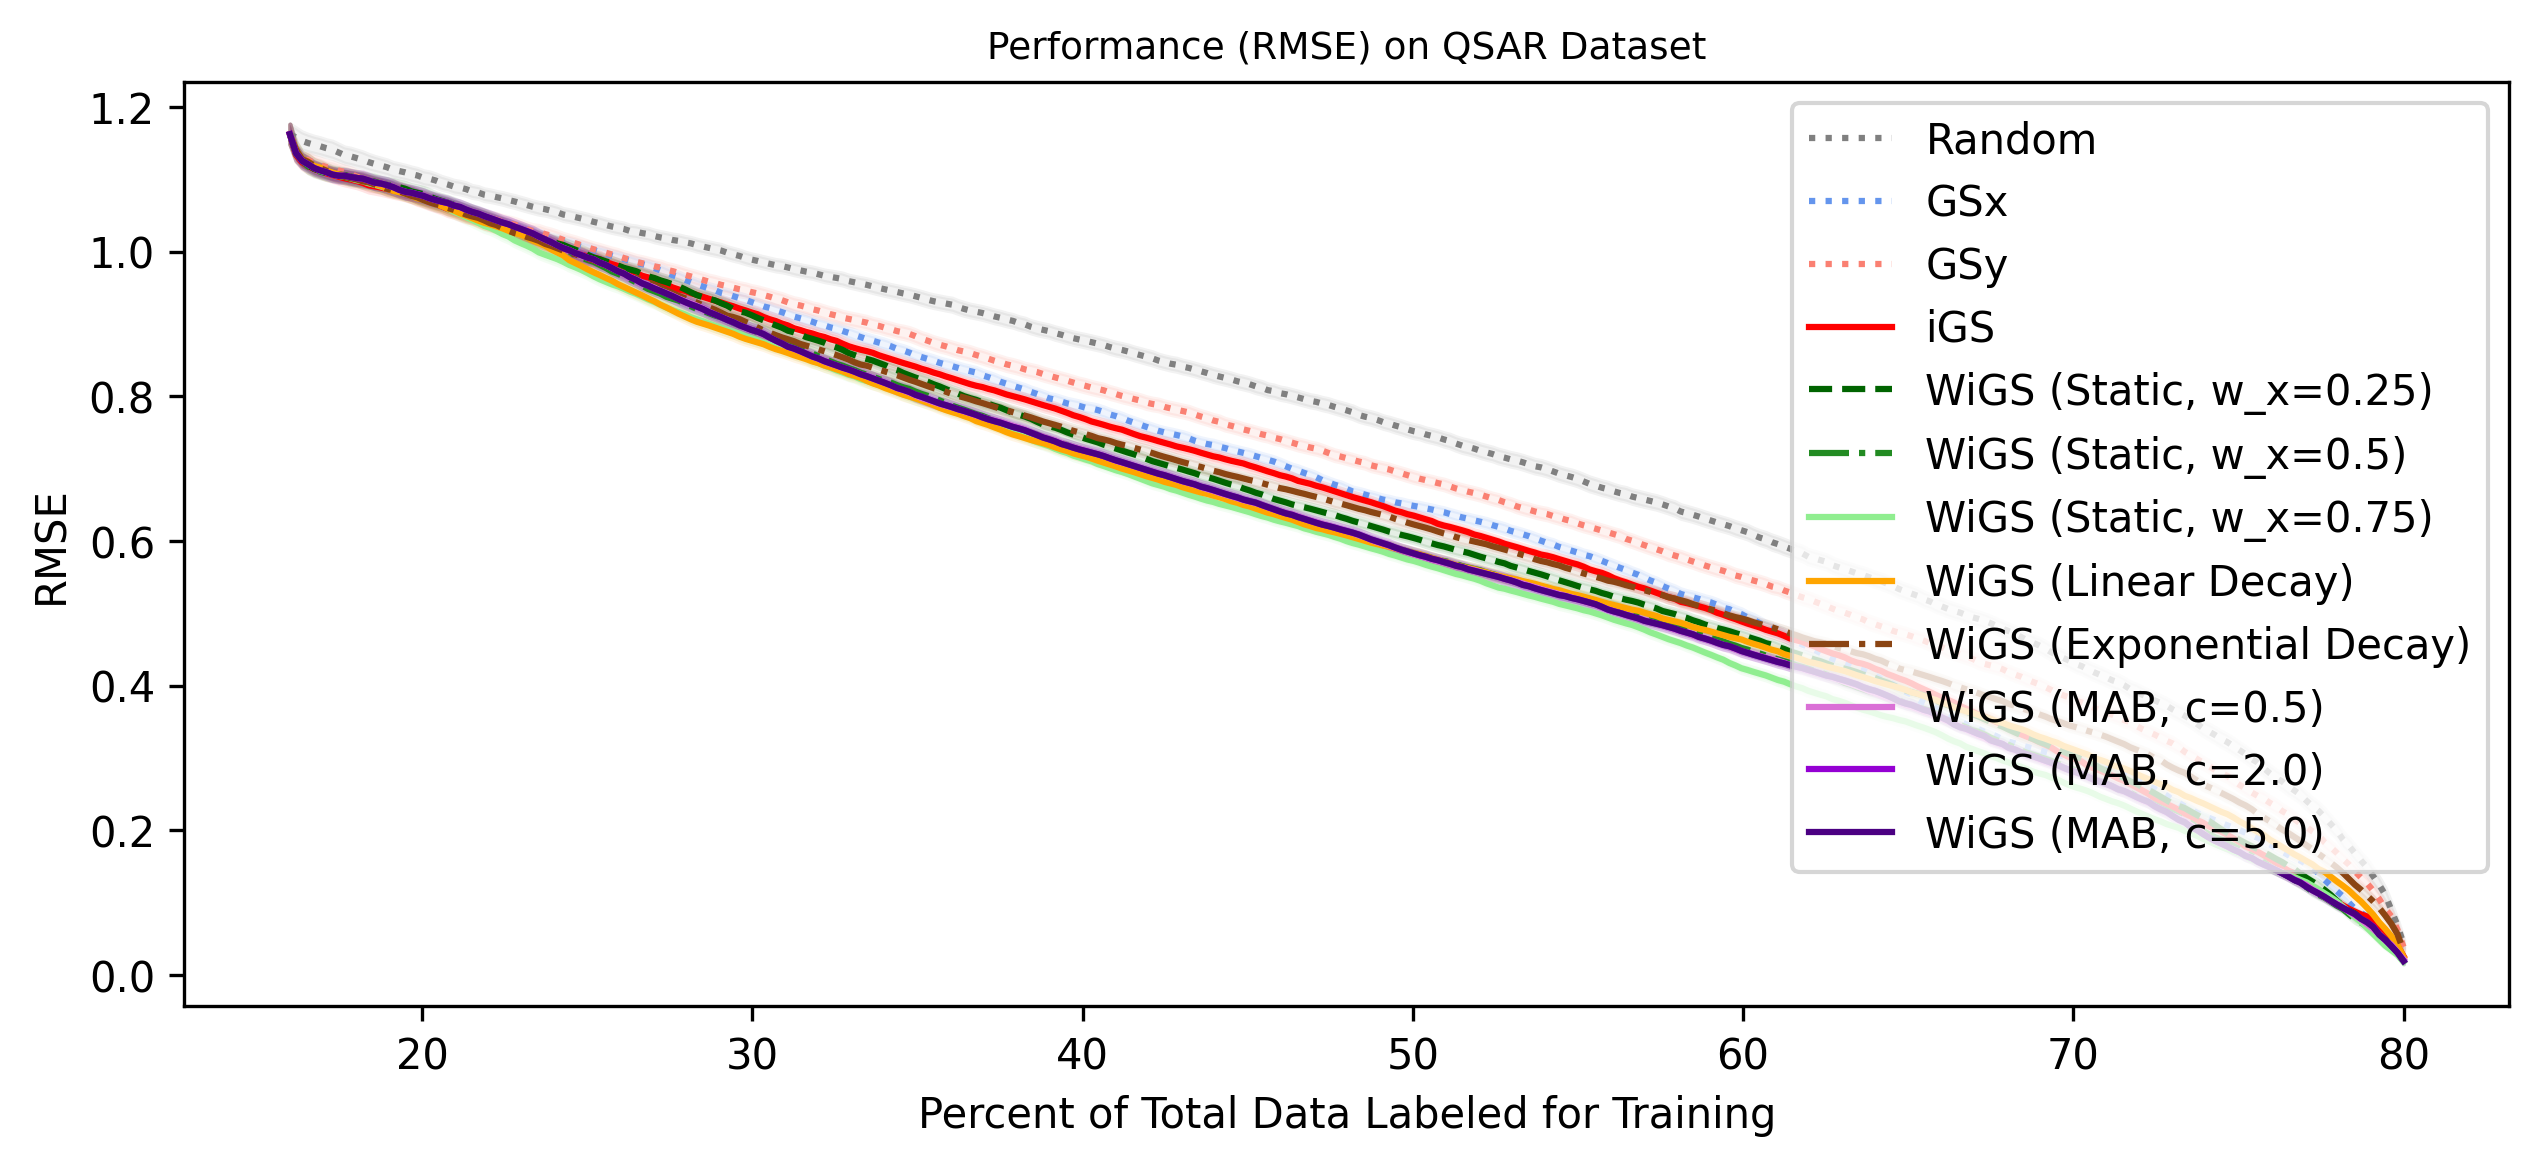 Performance (RMSE) on QSAR Dataset
RMSE
1.2
1.0
0.8
0.6
0.4
0.2
0.0
Random
GSx
GSy
iGS
WiGS (Static, w_x=0.25)
WiGS (Static, w_x=0.5)
WiGS (Static, w_x=0.75)
WiGS (Linear Decay)
WiGS (Exponential Decay)
WiGS (MAB, c=0.5)
WiGS (MAB, c=2.0)
WiGS (MAB, c=5.0)
20 30 40 50 60 70 80
Percent of Total Data Labeled for Training